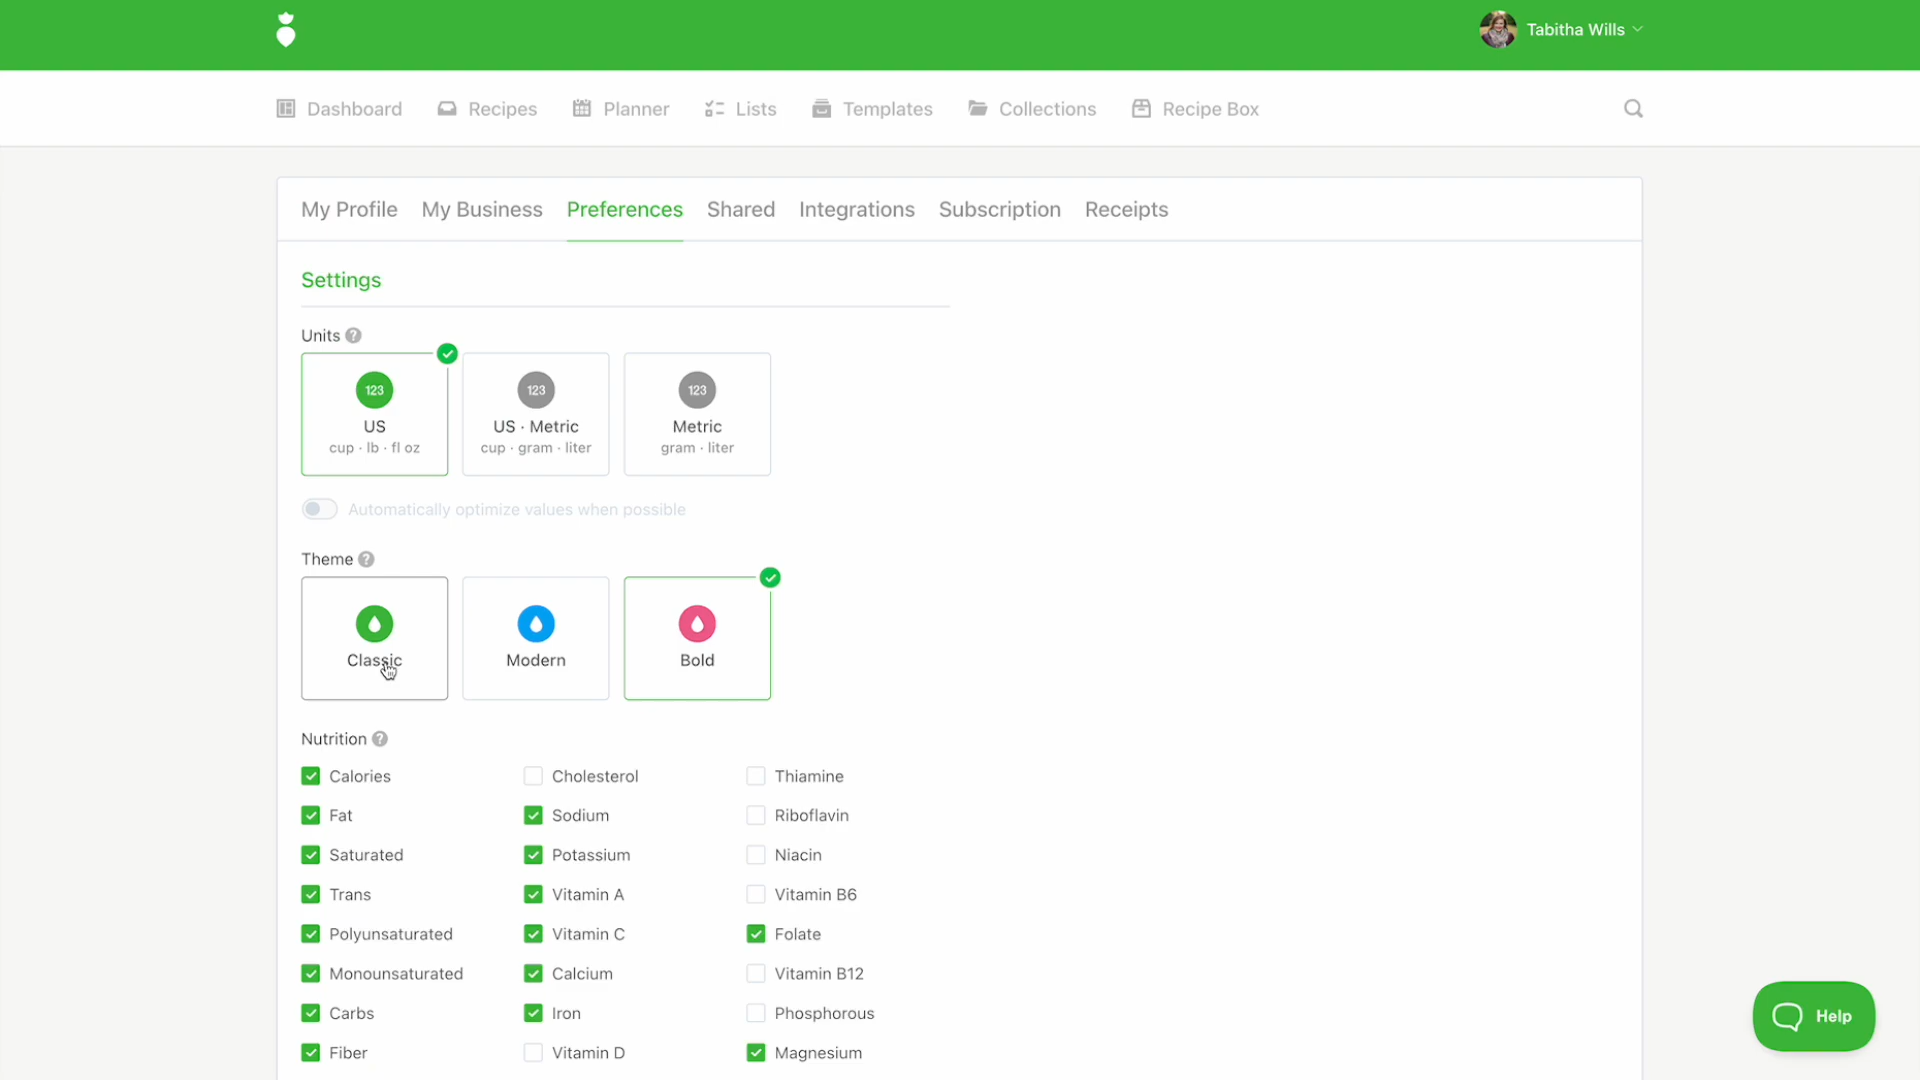 Tabitha Wills
Dashboard Recipes Planner Lists Templates Collections Recipe Box
My Profile My Business Preferences Shared Integrations Subscription Receipts
Settings
Units ?
123 123 123
US US · Metric Metric
cup · lb · fl oz cup · gram · liter gram · liter
Automatically optimize values when possible
Theme ?
Classic Modern Bold
Nutrition ?
Calories Cholesterol Thiamine
Fat Sodium Riboflavin
Saturated Potassium Niacin
Trans Vitamin A Vitamin B6
Polyunsaturated Vitamin C Folate
Monounsaturated Calcium Vitamin B12
Carbs Iron Phosphorous
Fiber Vitamin D Magnesium
Help